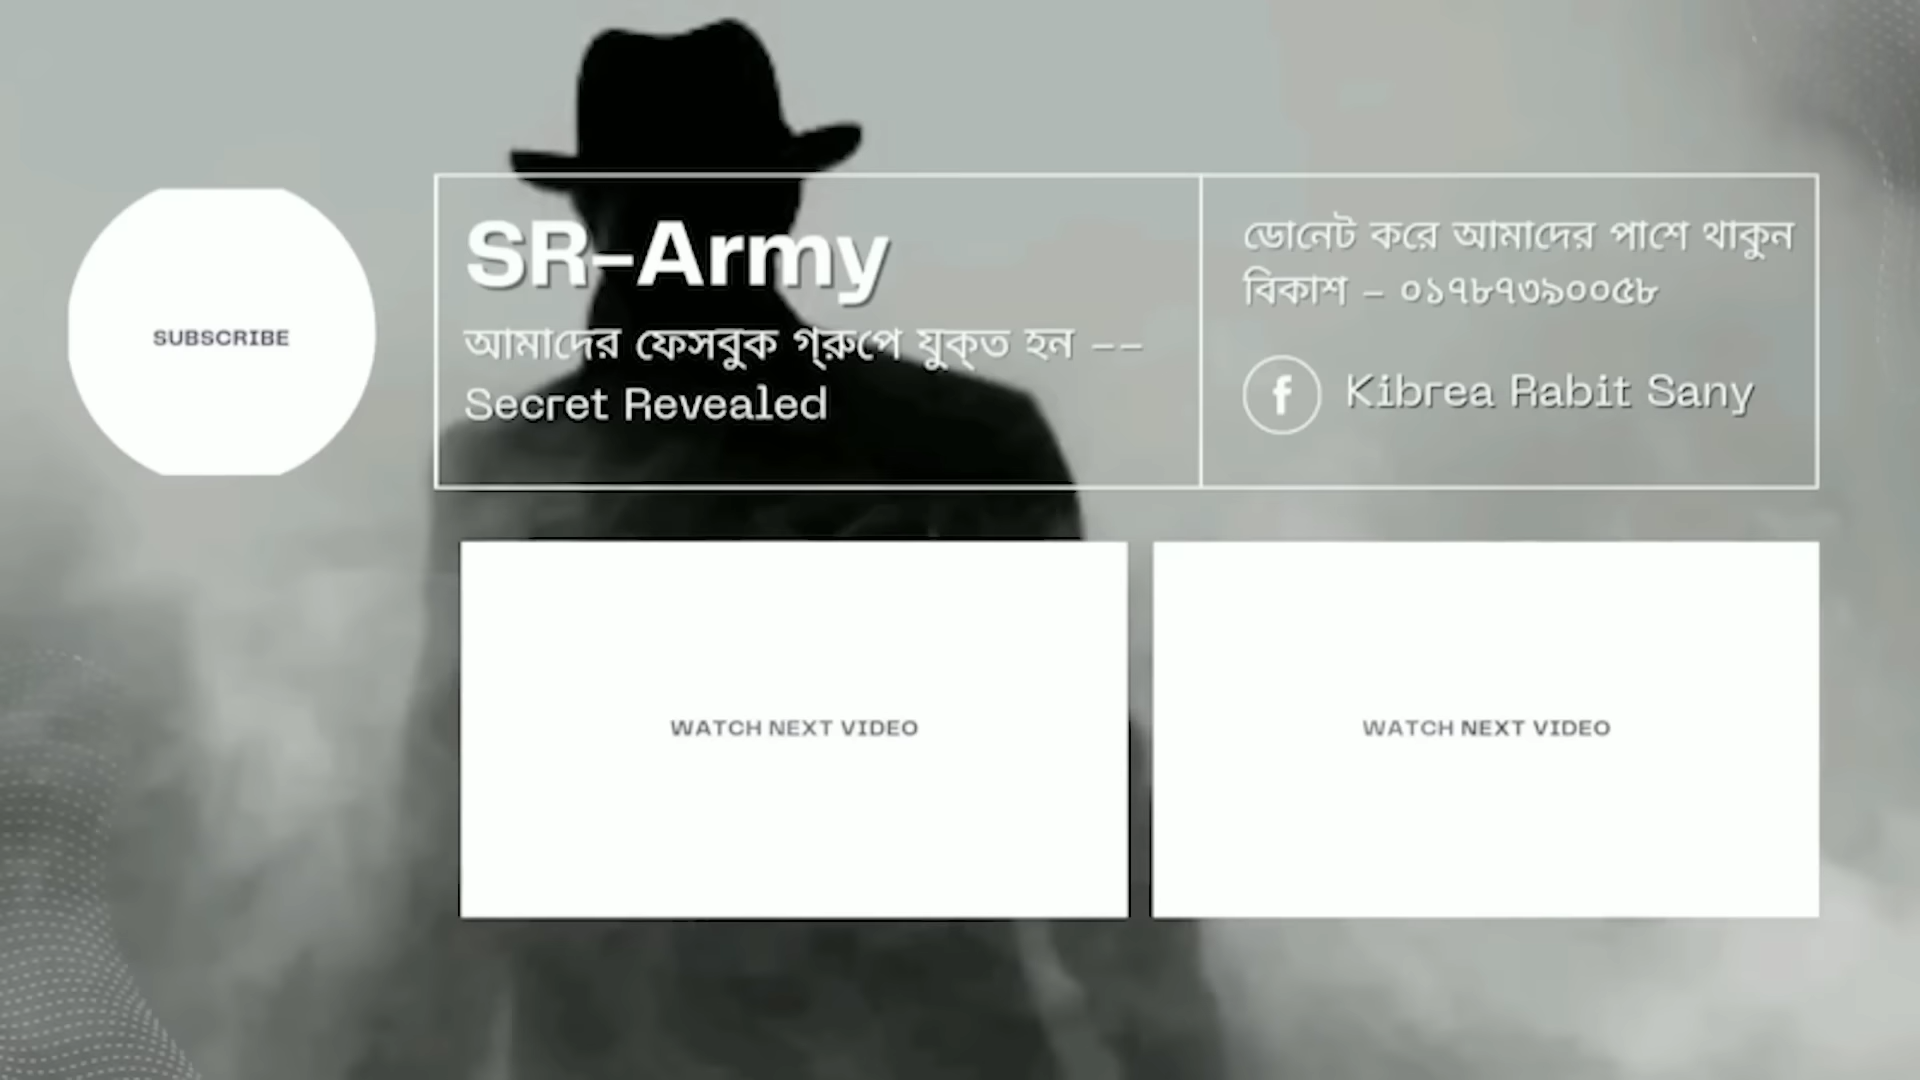 SUBSCRIBE
SR-Army
আমাদের ফেসবুক গ্রুপে যুক্ত হন --
Secret Revealed
ডোনেট করে আমাদের পাশে থাকুন
বিকাশ - ০১৭৮৭৩৯০০৫৮
f Kibrea Rabit Sany
WATCH NEXT VIDEO
WATCH NEXT VIDEO